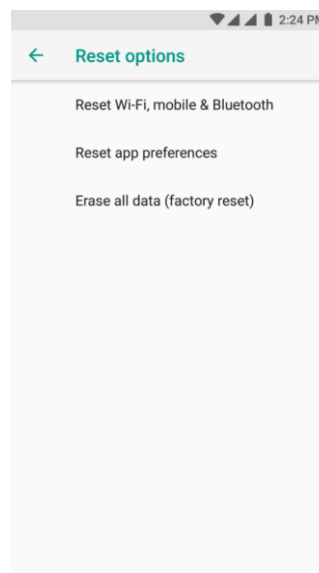 2:24 PM
Reset options
Reset Wi-Fi, mobile & Bluetooth
Reset app preferences
Erase all data (factory reset)